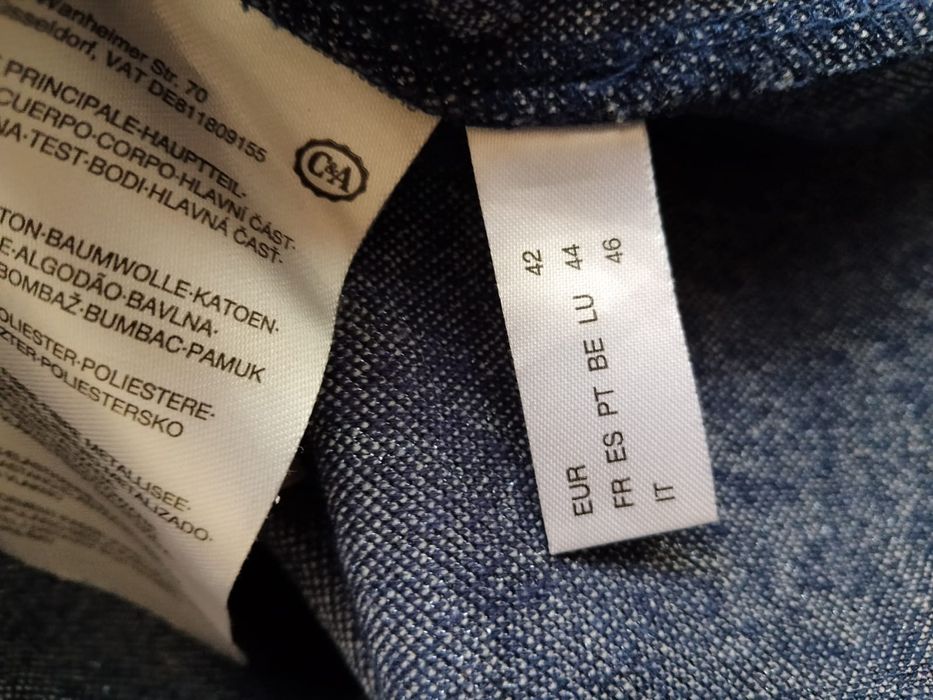 Wanheimer Str. 70
sseldorf, VAT DE811809155
PRINCIPALE·HAUPTTEIL·
CUERPO·CORPO·HLAVNÍ ČÁST·
NA·TEST·BODI·HLAVNÁ ČASŤ·
C&A
TON·BAUMWOLLE·KATOEN·
E·ALGODÃO·BAVLNA·
BOMBAŽ·BUMBAC·PAMUK
OLIESTER·POLIESTERE·
ZTER·POLIESTERSKO
METALLISEE·
METALIZADO·
EUR 42
FR ES PT BE LU 44
IT 46